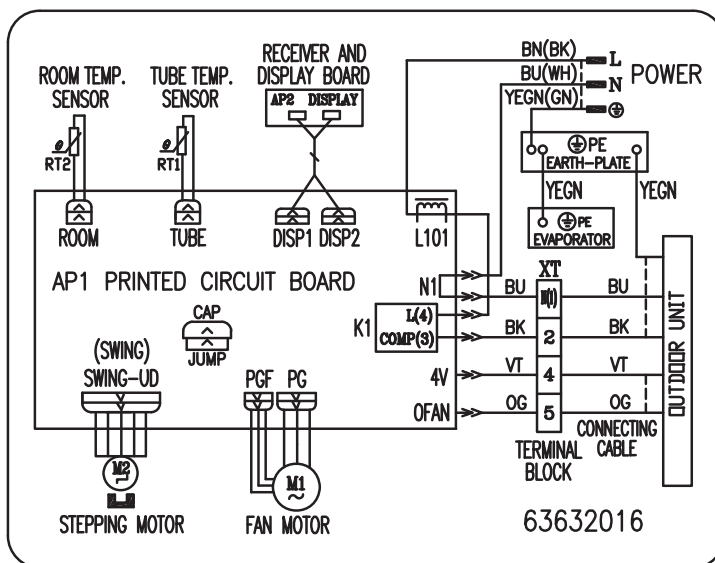 ROOM TEMP.
SENSOR
TUBE TEMP.
SENSOR
RECEIVER AND
DISPLAY BOARD
AP2 DISPLAY
BN(BK)
L
BU(WH)
N
POWER
YEGN(GN)
RT2
RT1
PE
EARTH-PLATE
YEGN
YEGN
PE
EVAPORATOR
ROOM
TUBE
DISP1
DISP2
L101
AP1 PRINTED CIRCUIT BOARD
N1
XT
BU
N(1)
BU
CAP
JUMP
K1
L(4)
COMP(3)
BK
2
BK
(SWING)
SWING-UD
PGF
PG
4V
VT
4
VT
OFAN
OG
5
OG
OUTDOOR UNIT
TERMINAL
BLOCK
CONNECTING
CABLE
M2
M1
~
STEPPING MOTOR
FAN MOTOR
63632016